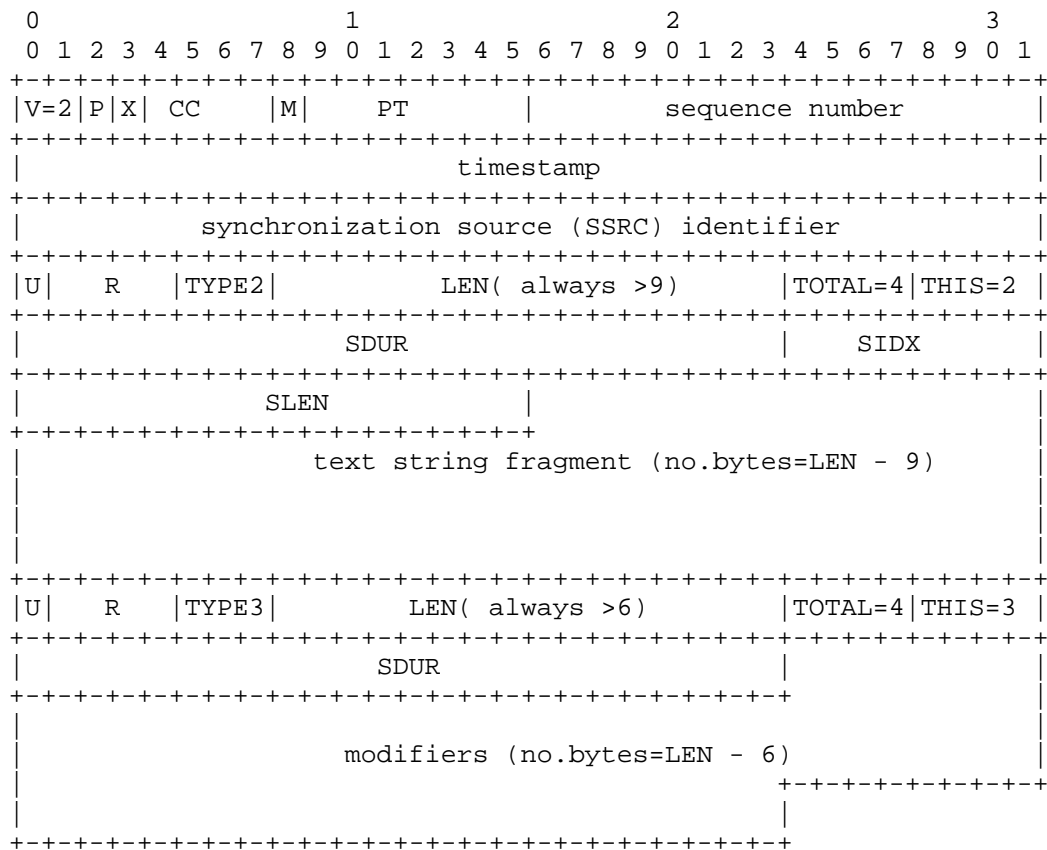 0                   1                   2                   3
0 1 2 3 4 5 6 7 8 9 0 1 2 3 4 5 6 7 8 9 0 1 2 3 4 5 6 7 8 9 0 1
+-+-+-+-+-+-+-+-+-+-+-+-+-+-+-+-+-+-+-+-+-+-+-+-+-+-+-+-+-+-+-+-+
|V=2|P|X| CC    |M|    PT       |        sequence number        |
+-+-+-+-+-+-+-+-+-+-+-+-+-+-+-+-+-+-+-+-+-+-+-+-+-+-+-+-+-+-+-+-+
|                           timestamp                           |
+-+-+-+-+-+-+-+-+-+-+-+-+-+-+-+-+-+-+-+-+-+-+-+-+-+-+-+-+-+-+-+-+
|           synchronization source (SSRC) identifier            |
+-+-+-+-+-+-+-+-+-+-+-+-+-+-+-+-+-+-+-+-+-+-+-+-+-+-+-+-+-+-+-+-+
|U|   R   |TYPE2|          LEN( always >9)      |TOTAL=4|THIS=2 |
+-+-+-+-+-+-+-+-+-+-+-+-+-+-+-+-+-+-+-+-+-+-+-+-+-+-+-+-+-+-+-+-+
|                    SDUR                       |    SIDX       |
+-+-+-+-+-+-+-+-+-+-+-+-+-+-+-+-+-+-+-+-+-+-+-+-+-+-+-+-+-+-+-+-+
|               SLEN            |                               |
+-+-+-+-+-+-+-+-+-+-+-+-+-+-+-+-+                               |
|                  text string fragment (no.bytes=LEN - 9)      |
|                                                               |
|                                                               |
|                                                               |
+-+-+-+-+-+-+-+-+-+-+-+-+-+-+-+-+-+-+-+-+-+-+-+-+-+-+-+-+-+-+-+-+
|U|   R   |TYPE3|        LEN( always >6)        |TOTAL=4|THIS=3 |
+-+-+-+-+-+-+-+-+-+-+-+-+-+-+-+-+-+-+-+-+-+-+-+-+-+-+-+-+-+-+-+-+
|                      SDUR                     |               |
+-+-+-+-+-+-+-+-+-+-+-+-+-+-+-+-+-+-+-+-+-+-+-+-+               |
|                                                               |
|                    modifiers (no.bytes=LEN - 6)               |
|                                               +-+-+-+-+-+-+-+-+
|                                               |
+-+-+-+-+-+-+-+-+-+-+-+-+-+-+-+-+-+-+-+-+-+-+-+-+